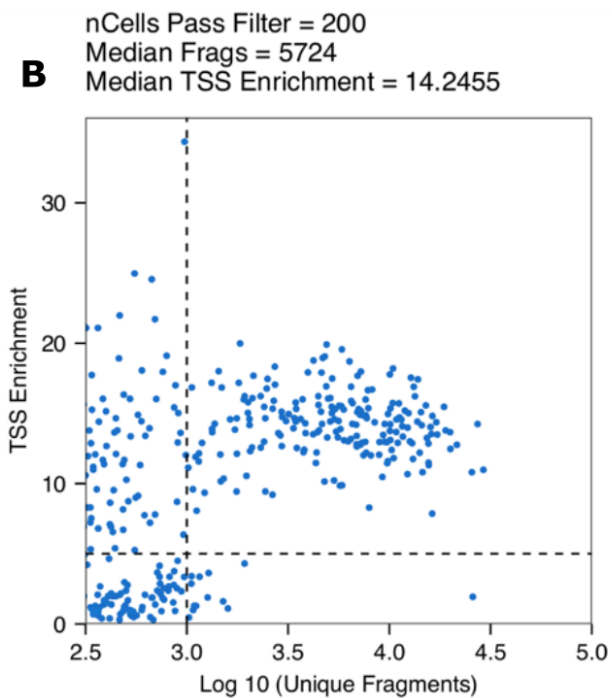 nCells Pass Filter = 200
Median Frags = 5724
B
Median TSS Enrichment = 14.2455
30
20
10
0
TSS Enrichment
2.5 3.0 3.5 4.0 4.5 5.0
Log 10 (Unique Fragments)